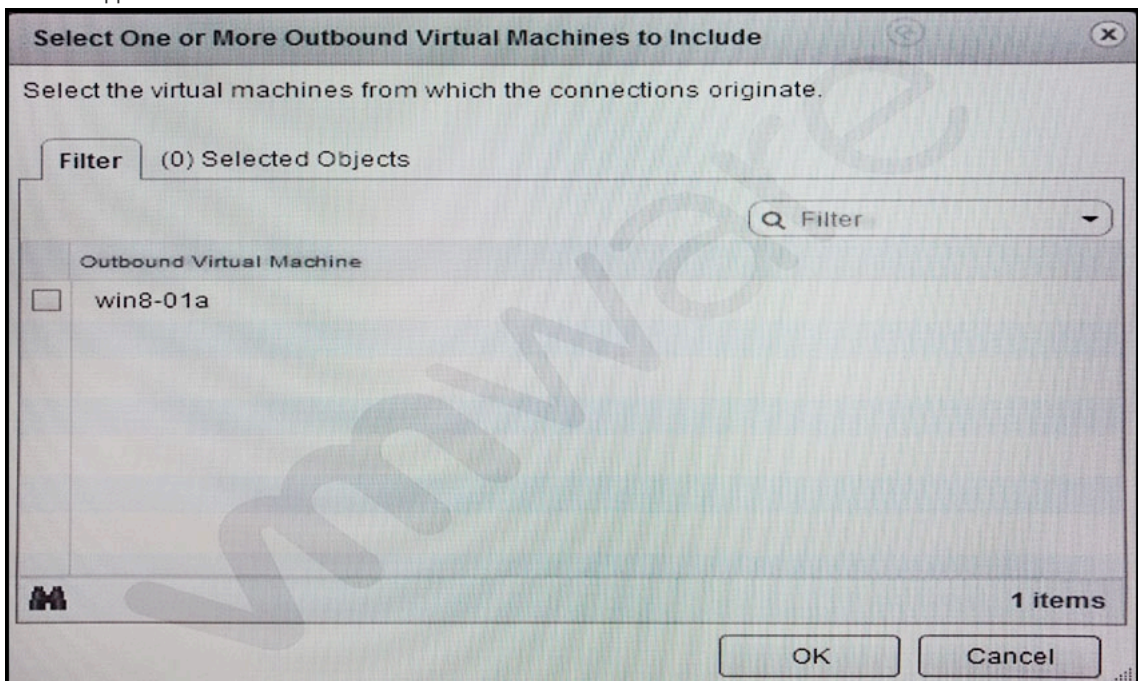 Select One or More Outbound Virtual Machines to Include
Select the virtual machines from which the connections originate.
Filter (0) Selected Objects
Filter
Outbound Virtual Machine
win8-01a
1 items
OK Cancel
vmware